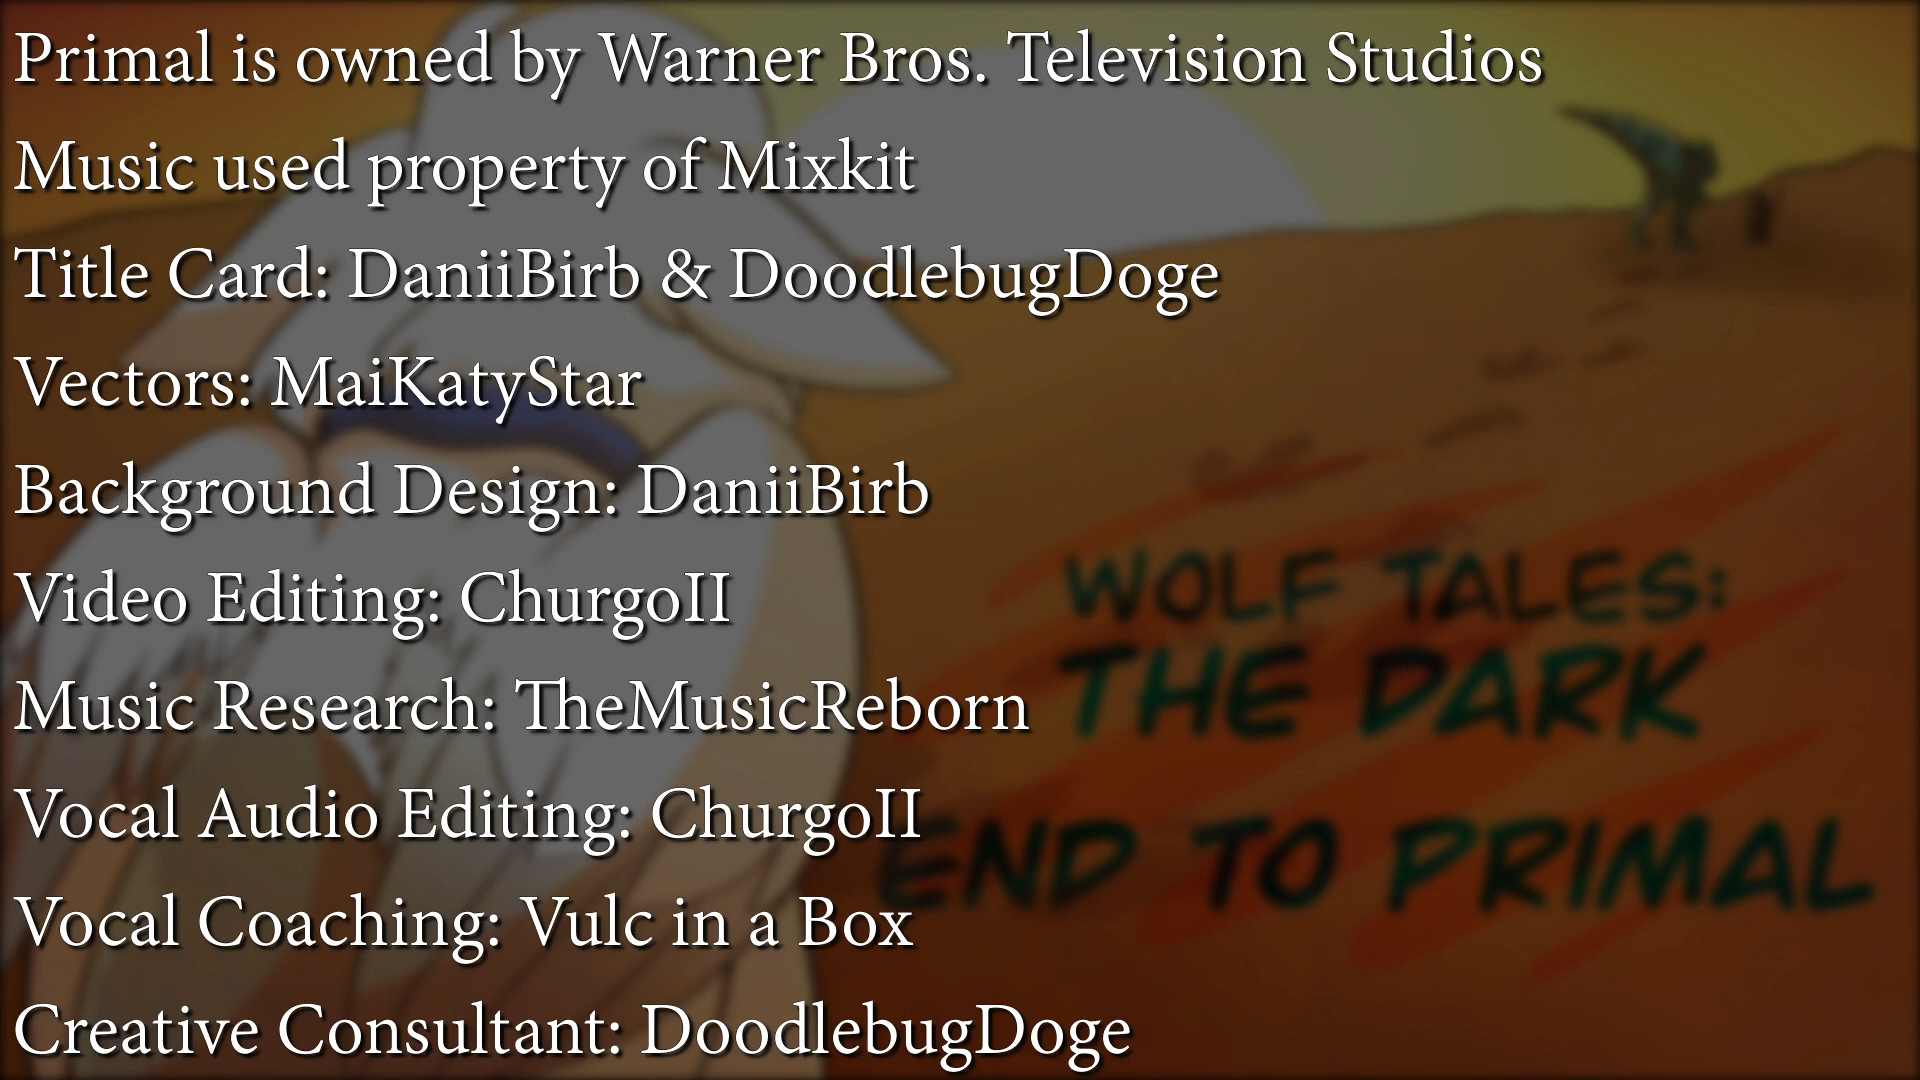 Primal is owned by Warner Bros. Television Studios
Music used property of Mixkit
Title Card: DaniiBirb & DoodlebugDoge
Vectors: MaiKatyStar
Background Design: DaniiBirb
Video Editing: ChurgoII
Music Research: TheMusicReborn
Vocal Audio Editing: ChurgoII
Vocal Coaching: Vulc in a Box
Creative Consultant: DoodlebugDoge
WOLF TALES:
THE DARK
END TO PRIMAL